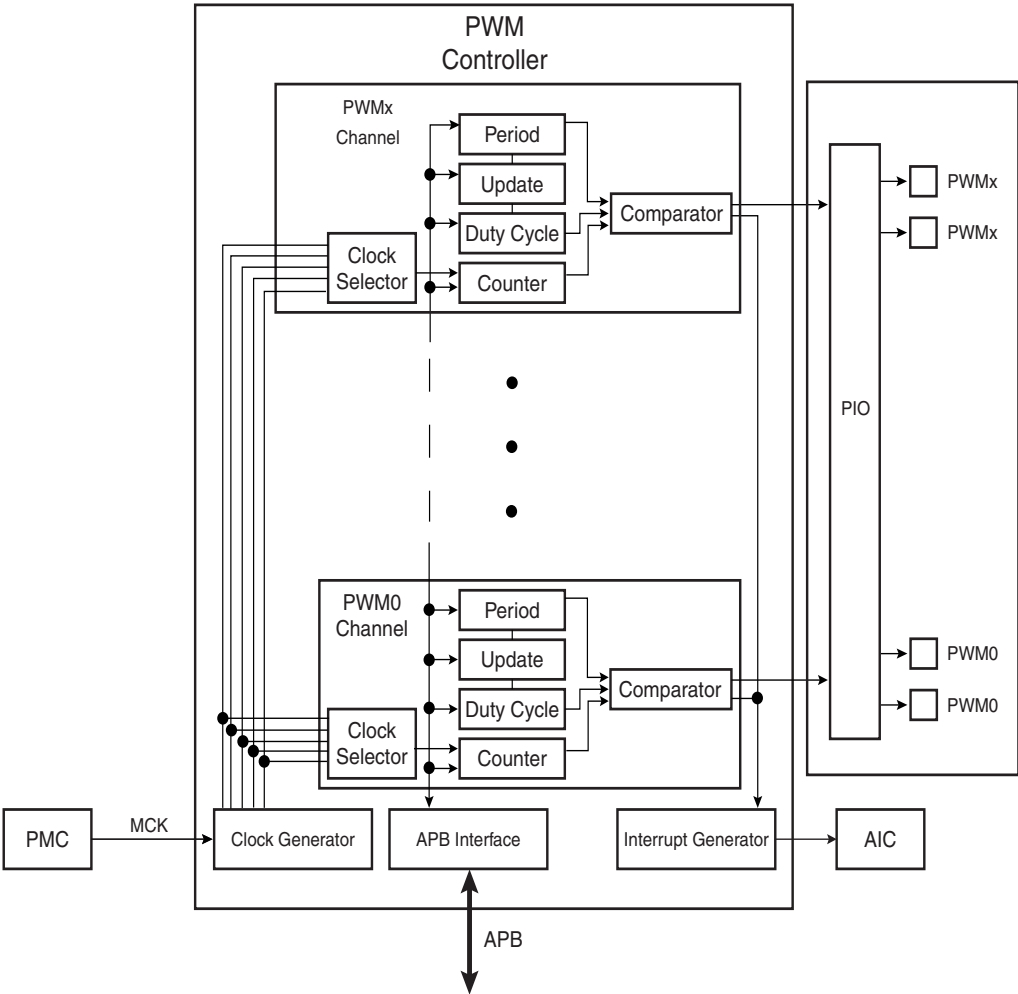 PWM
Controller
PWMx
Channel
Period
Update
Duty Cycle
Counter
Clock
Selector
Comparator
PIO
PWMx
PWMx
PWM0
Channel
Period
Update
Duty Cycle
Counter
Clock
Selector
Comparator
PWM0
PWM0
PMC
MCK
Clock Generator
APB Interface
Interrupt Generator
AIC
APB